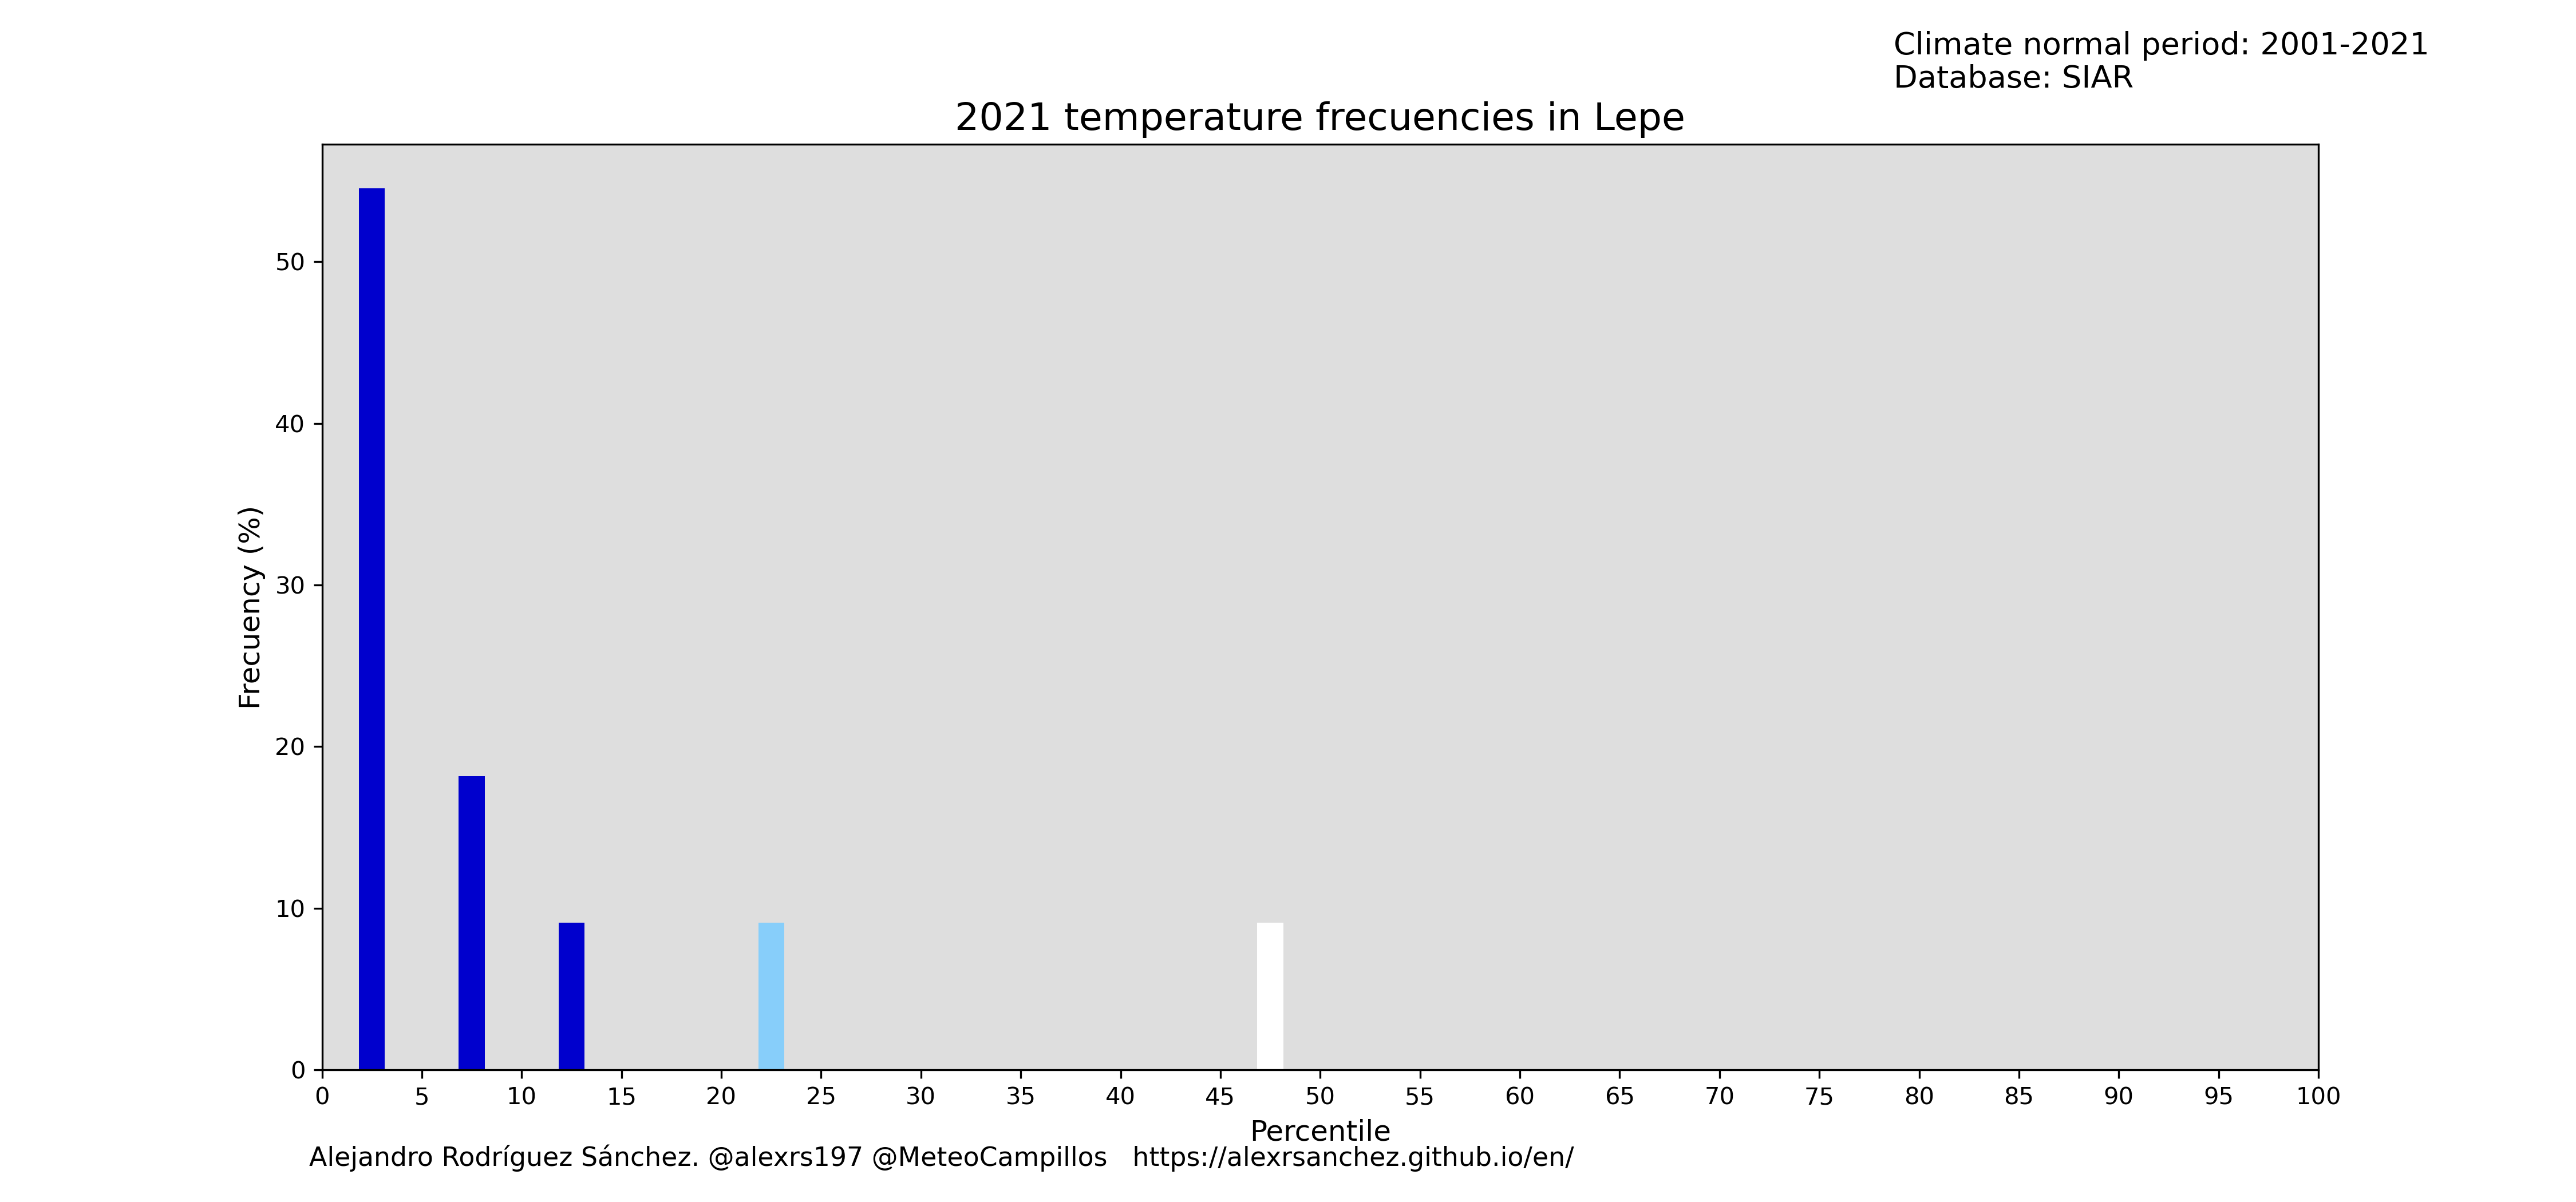 Climate normal period: 2001-2021
Database: SIAR
2021 temperature frecuencies in Lepe
Frecuency (%)
50
40
30
20
10
0
0 5 10 15 20 25 30 35 40 45 50 55 60 65 70 75 80 85 90 95 100
Percentile
Alejandro Rodríguez Sánchez. @alexrs197 @MeteoCampillos https://alexrsanchez.github.io/en/